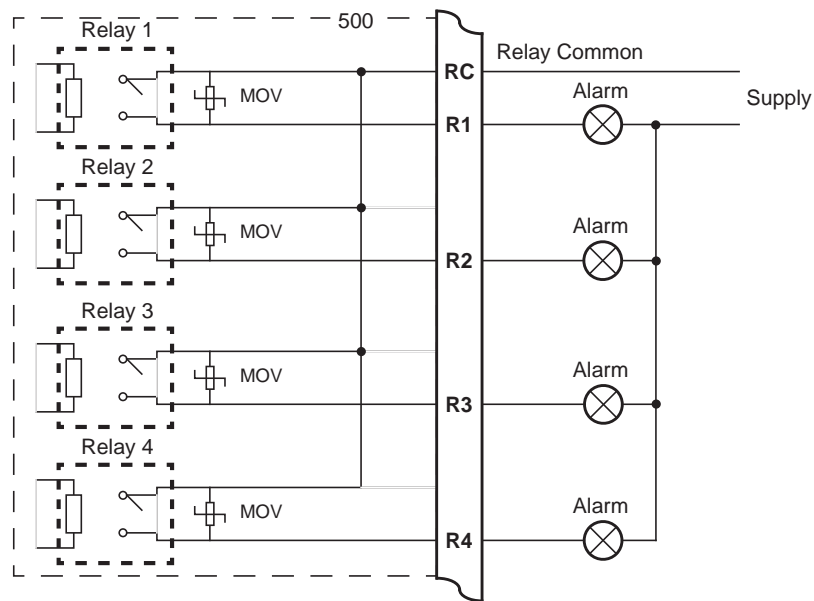 Relay 1
500
RC
Relay Common
MOV
Alarm
Supply
R1
Relay 2
MOV
Alarm
R2
Relay 3
MOV
Alarm
R3
Relay 4
MOV
Alarm
R4